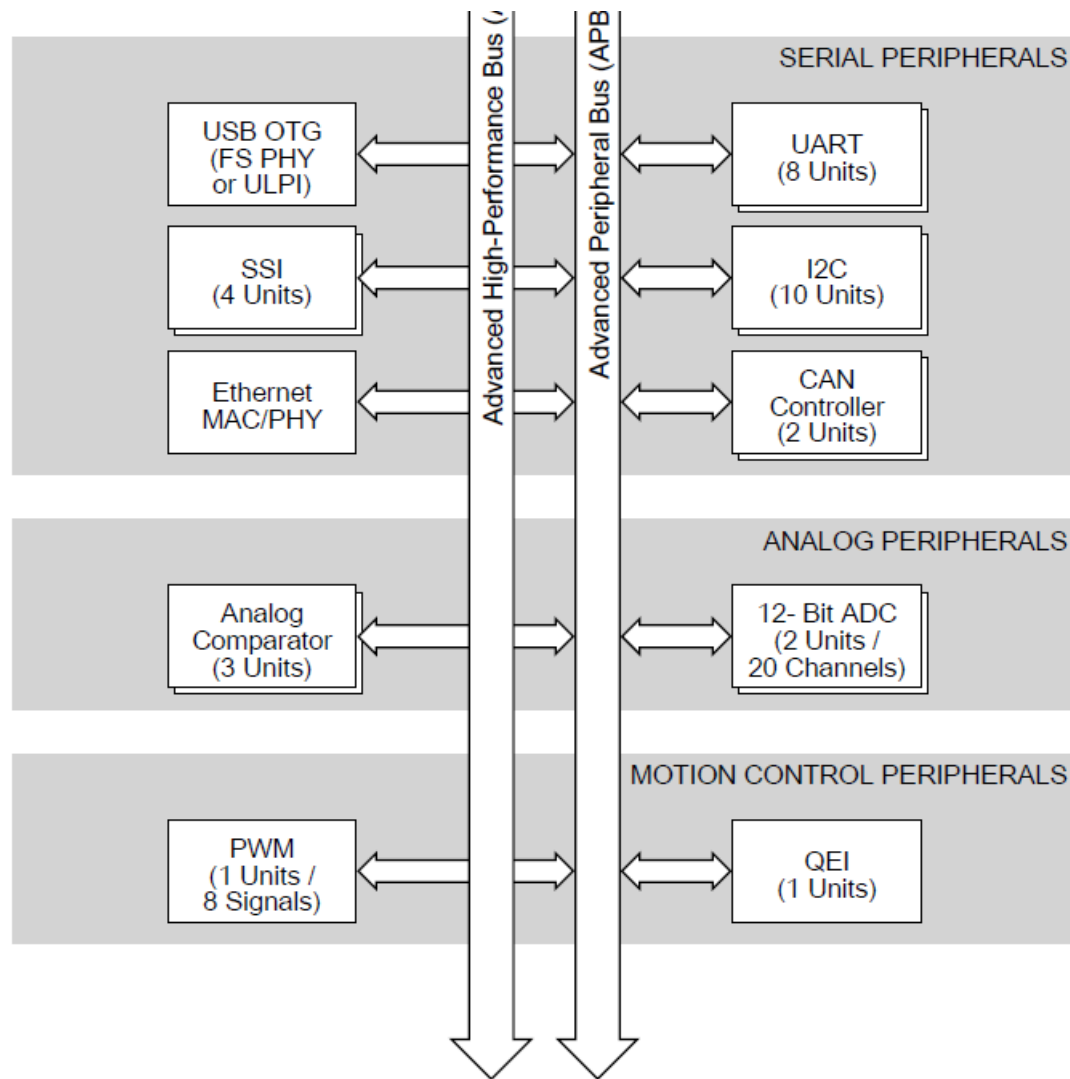 Advanced High-Performance Bus (
Advanced Peripheral Bus (APB
SERIAL PERIPHERALS
USB OTG
(FS PHY
or ULPI)
UART
(8 Units)
SSI
(4 Units)
I2C
(10 Units)
Ethernet
MAC/PHY
CAN
Controller
(2 Units)
ANALOG PERIPHERALS
Analog
Comparator
(3 Units)
12- Bit ADC
(2 Units /
20 Channels)
MOTION CONTROL PERIPHERALS
PWM
(1 Units /
8 Signals)
QEI
(1 Units)